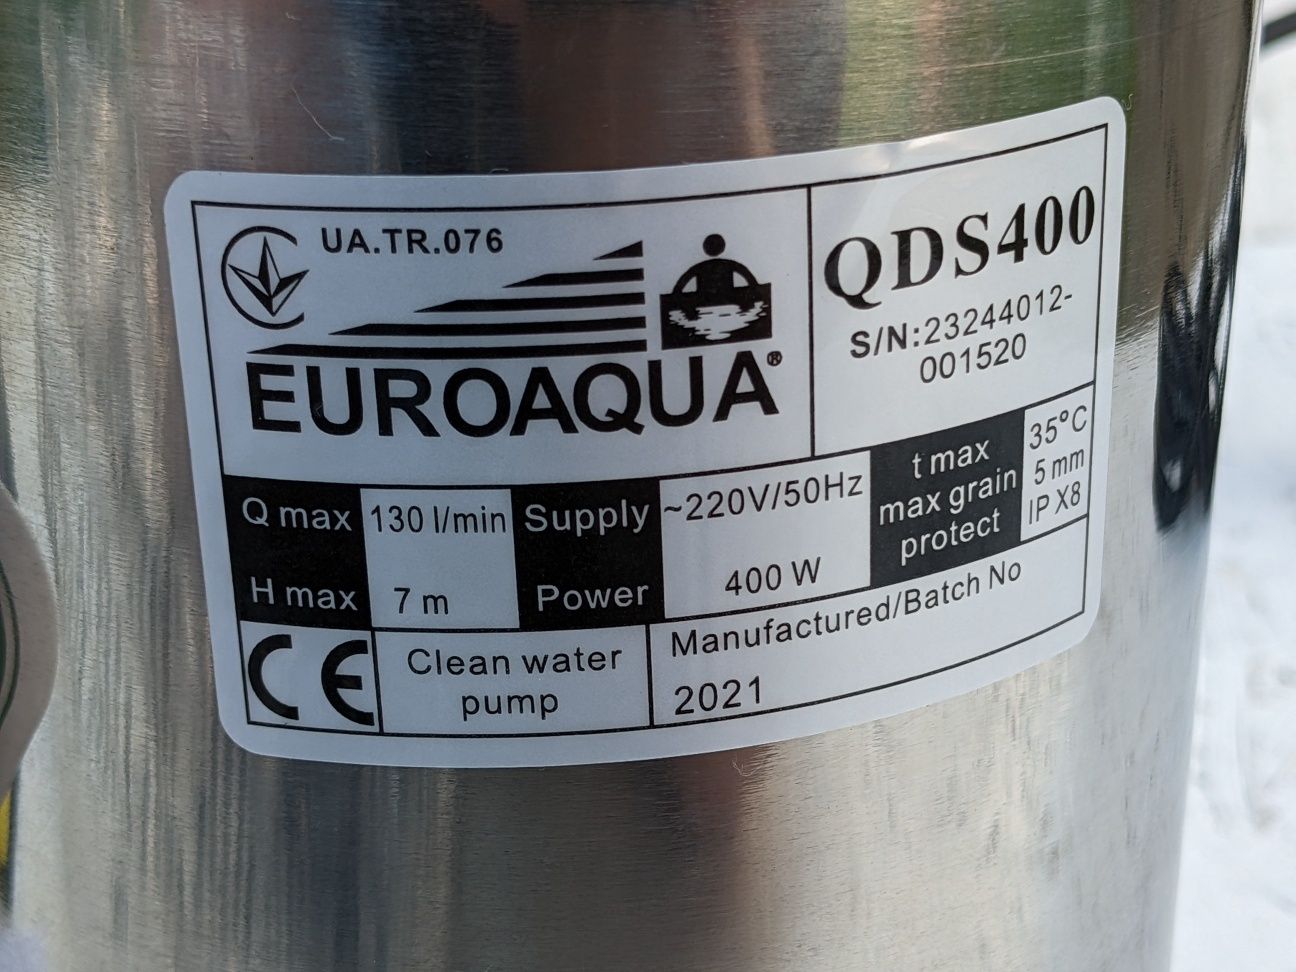 UA.TR.076
EUROAQUA®
QDS400
S/N:23244012-
001520
Q max 130 l/min
H max 7 m
Supply ~220V/50Hz
Power 400 W
t max 35°C
max grain 5 mm
protect IP X8
CE
Clean water
pump
Manufactured/Batch No
2021